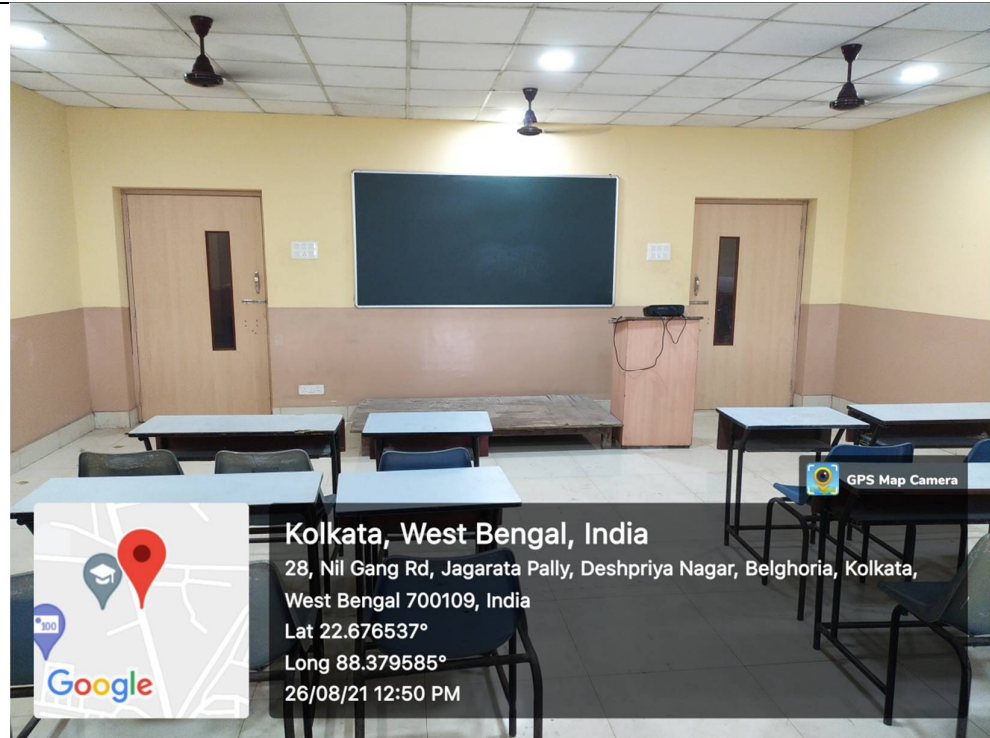 GPS Map Camera
Kolkata, West Bengal, India
28, Nil Gang Rd, Jagarata Pally, Deshpriya Nagar, Belghoria, Kolkata,
West Bengal 700109, India
Lat 22.676537°
Long 88.379585°
26/08/21 12:50 PM
100
Google